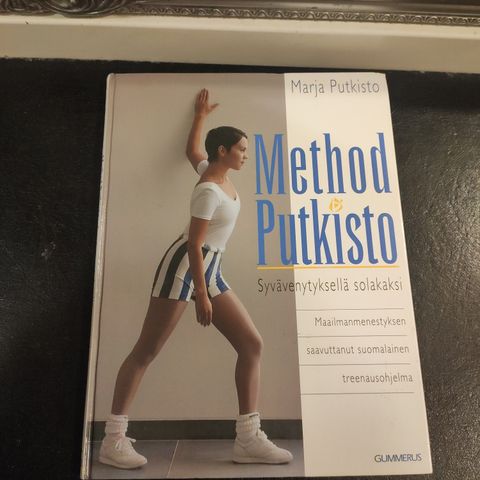 Marja Putkisto
Method
Putkisto
Syvävenytyksellä solakaksi
Maailmanmenestyksen
saavuttanut suomalainen
treenausohjelma
GUMMERUS